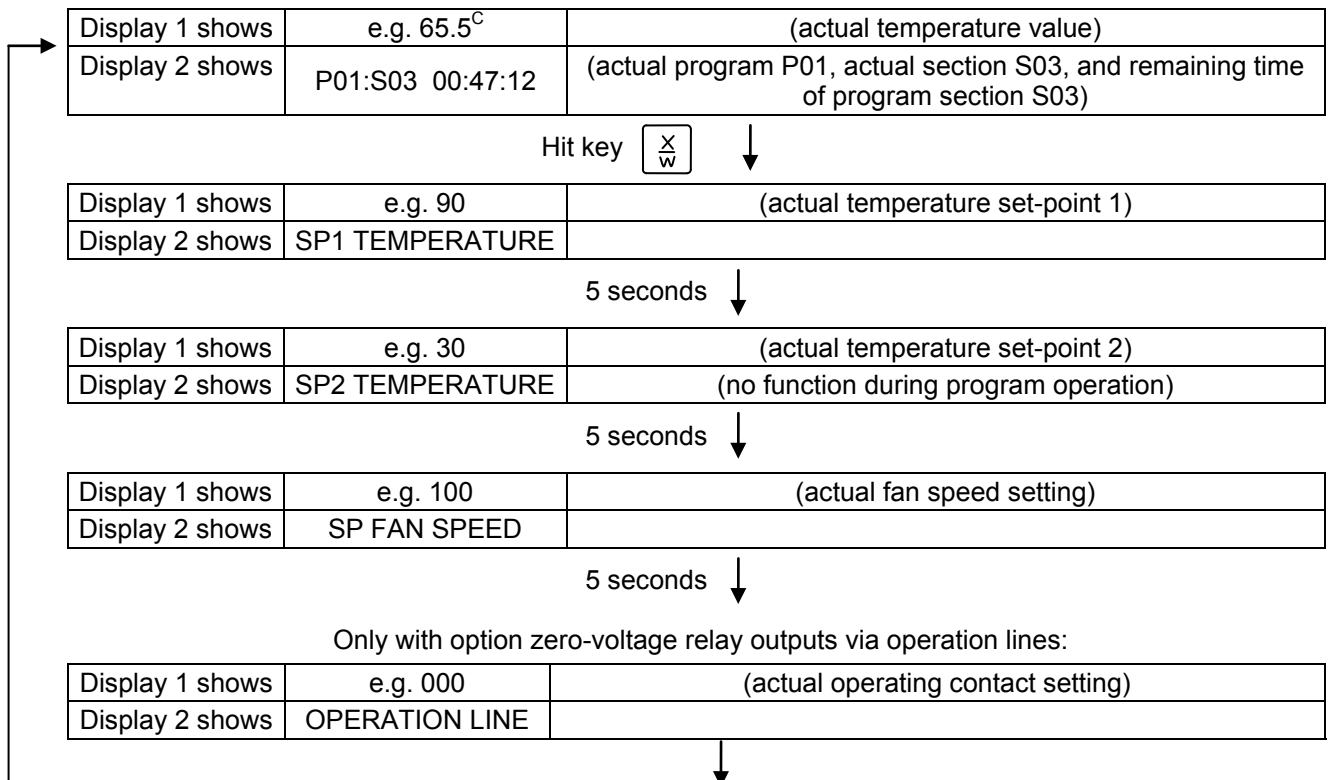 Display 1 shows e.g. 65.5C (actual temperature value)
Display 2 shows P01:S03 00:47:12 (actual program P01, actual section S03, and remaining time
of program section S03)
Hit key X/W
Display 1 shows e.g. 90 (actual temperature set-point 1)
Display 2 shows SP1 TEMPERATURE
5 seconds
Display 1 shows e.g. 30 (actual temperature set-point 2)
Display 2 shows SP2 TEMPERATURE (no function during program operation)
5 seconds
Display 1 shows e.g. 100 (actual fan speed setting)
Display 2 shows SP FAN SPEED
5 seconds
Only with option zero-voltage relay outputs via operation lines:
Display 1 shows e.g. 000 (actual operating contact setting)
Display 2 shows OPERATION LINE